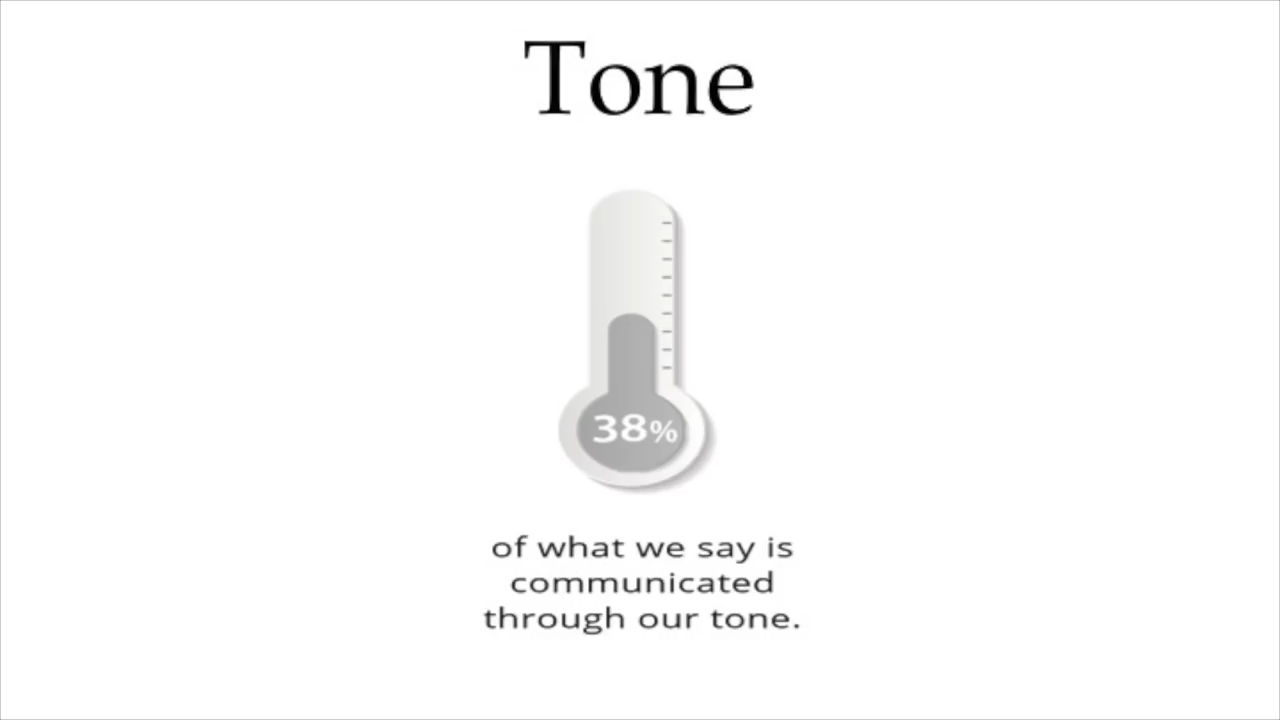 Tone
38%
of what we say is
communicated
through our tone.